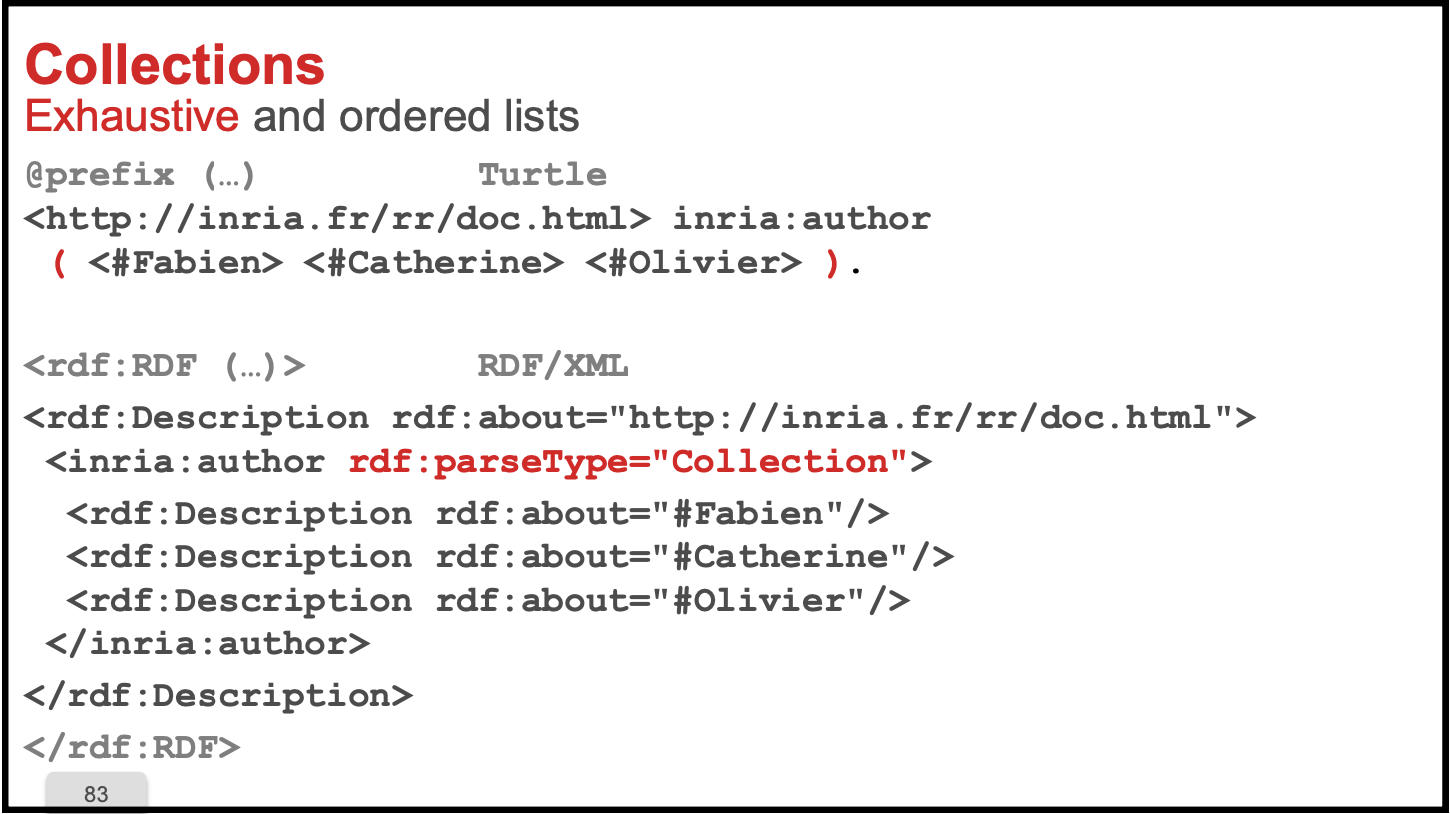 Collections
Exhaustive and ordered lists
@prefix (…) Turtle
<http://inria.fr/rr/doc.html> inria:author
( <#Fabien> <#Catherine> <#Olivier> ).
<rdf:RDF (…)> RDF/XML
<rdf:Description rdf:about="http://inria.fr/rr/doc.html">
<inria:author rdf:parseType="Collection">
<rdf:Description rdf:about="#Fabien"/>
<rdf:Description rdf:about="#Catherine"/>
<rdf:Description rdf:about="#Olivier"/>
</inria:author>
</rdf:Description>
</rdf:RDF>
83